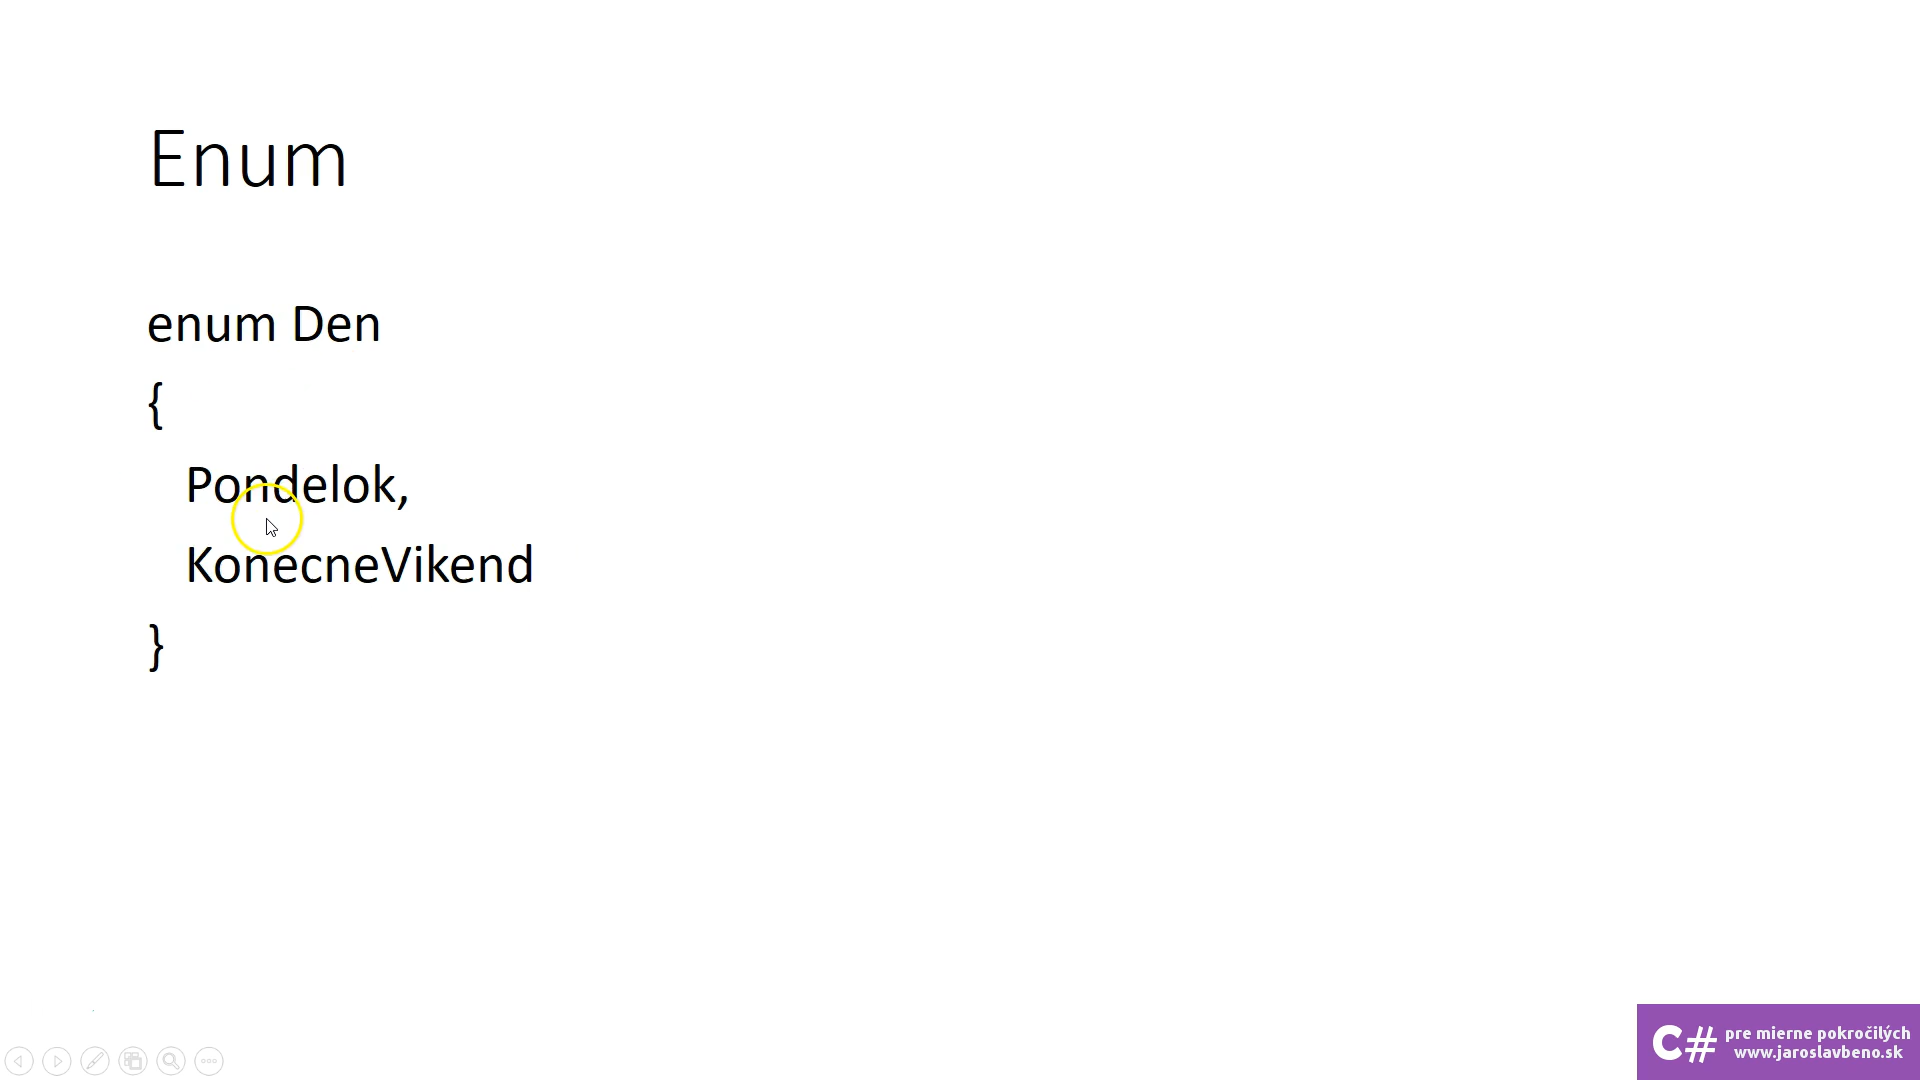 Enum
enum Den
{
Pondelok,
KonecneVikend
}
C# pre mierne pokročilých
www.jaroslavbeno.sk